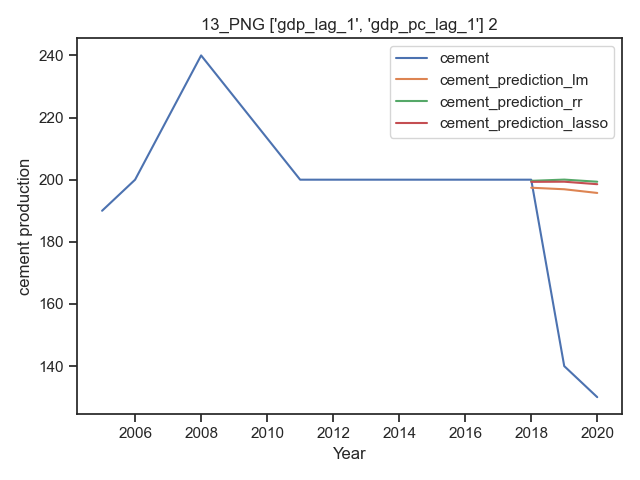 13_PNG ['gdp_lag_1', 'gdp_pc_lag_1'] 2
cement
cement_prediction_lm
cement_prediction_rr
cement_prediction_lasso
cement production
240
220
200
180
160
140
2006 2008 2010 2012 2014 2016 2018 2020
Year